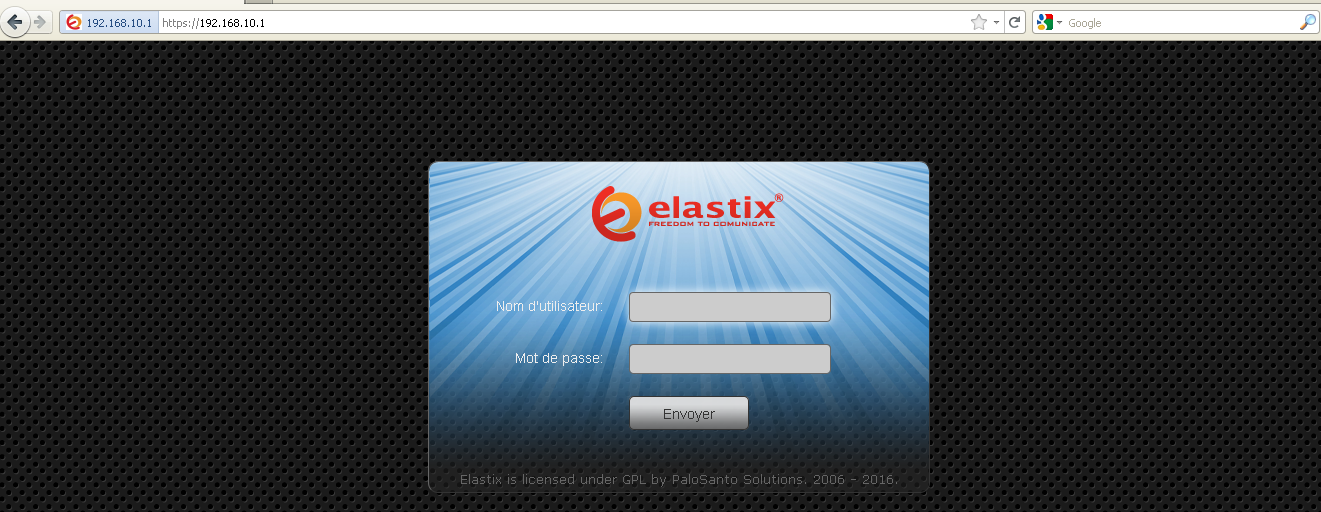 192.168.10.1 https://192.168.10.1 Google
elastix®
FREEDOM TO COMUNICATE
Nom d'utilisateur:
Mot de passe:
Envoyer
Elastix is licensed under GPL by PaloSanto Solutions. 2006 - 2016.